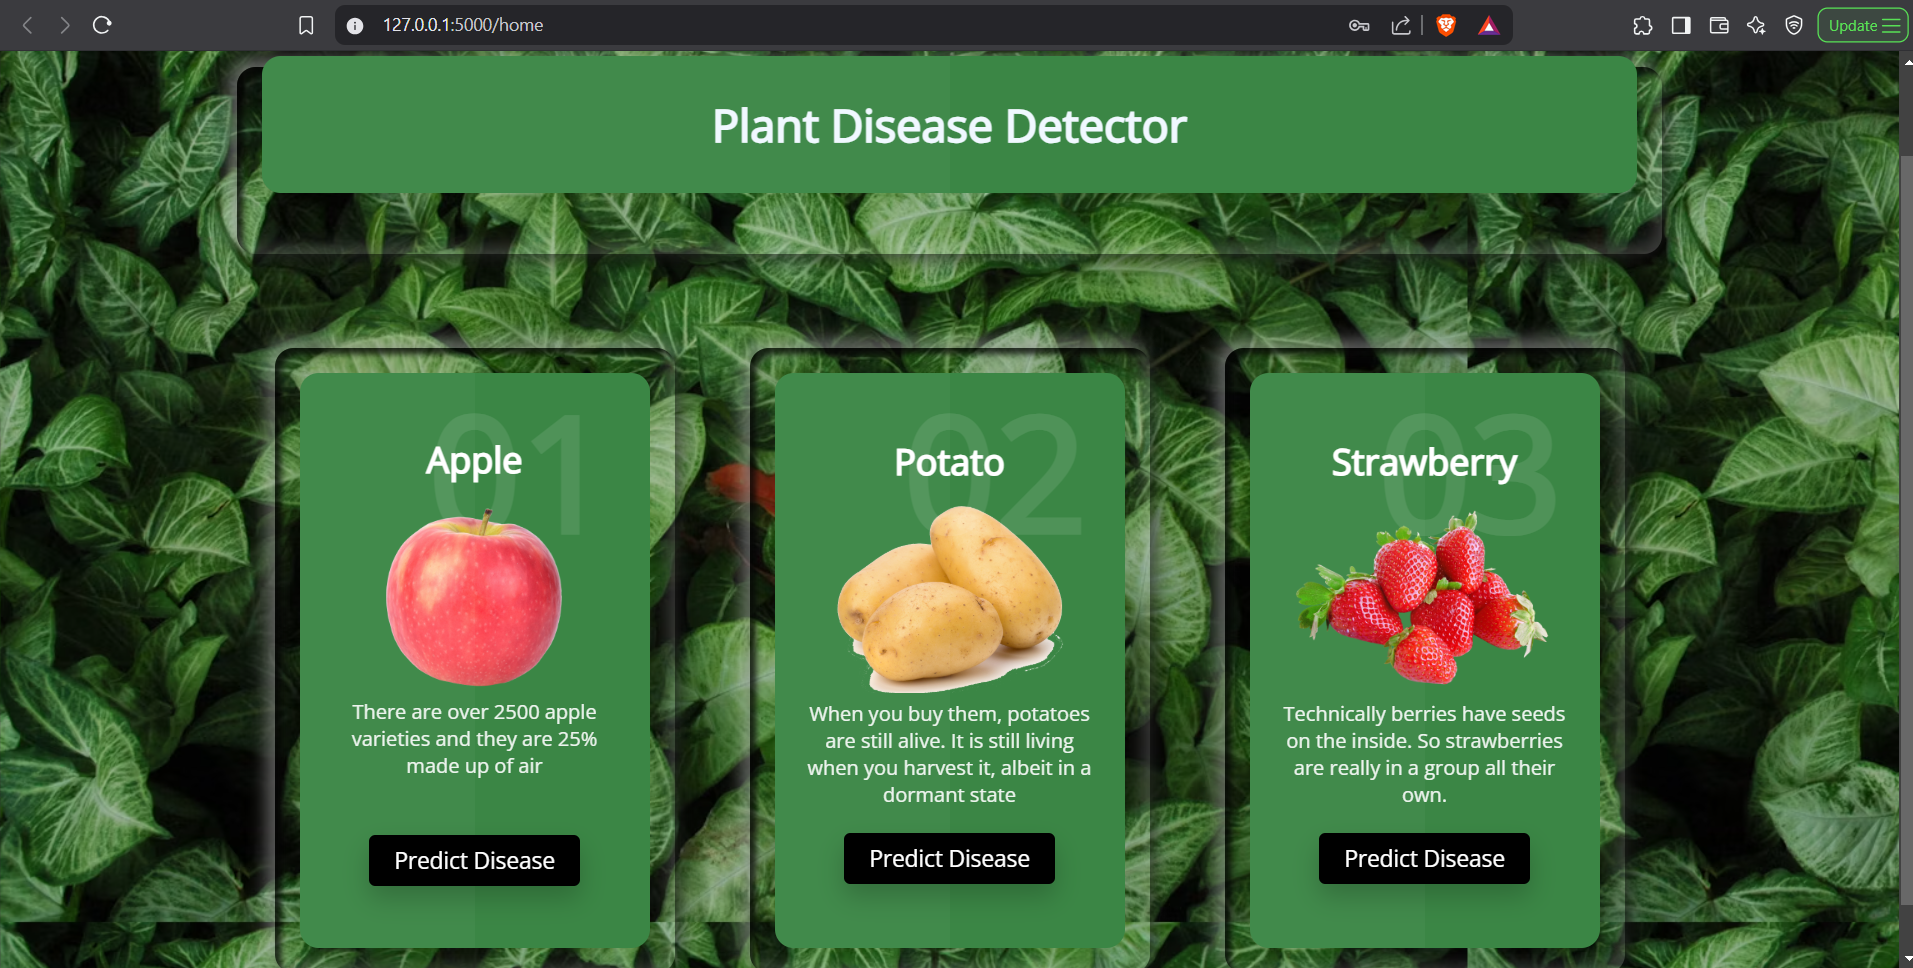 127.0.0.1:5000/home
Update
Plant Disease Detector
01
Apple
There are over 2500 apple
varieties and they are 25%
made up of air
Predict Disease
02
Potato
When you buy them, potatoes
are still alive. It is still living
when you harvest it, albeit in a
dormant state
Predict Disease
03
Strawberry
Technically berries have seeds
on the inside. So strawberries
are really in a group all their
own.
Predict Disease